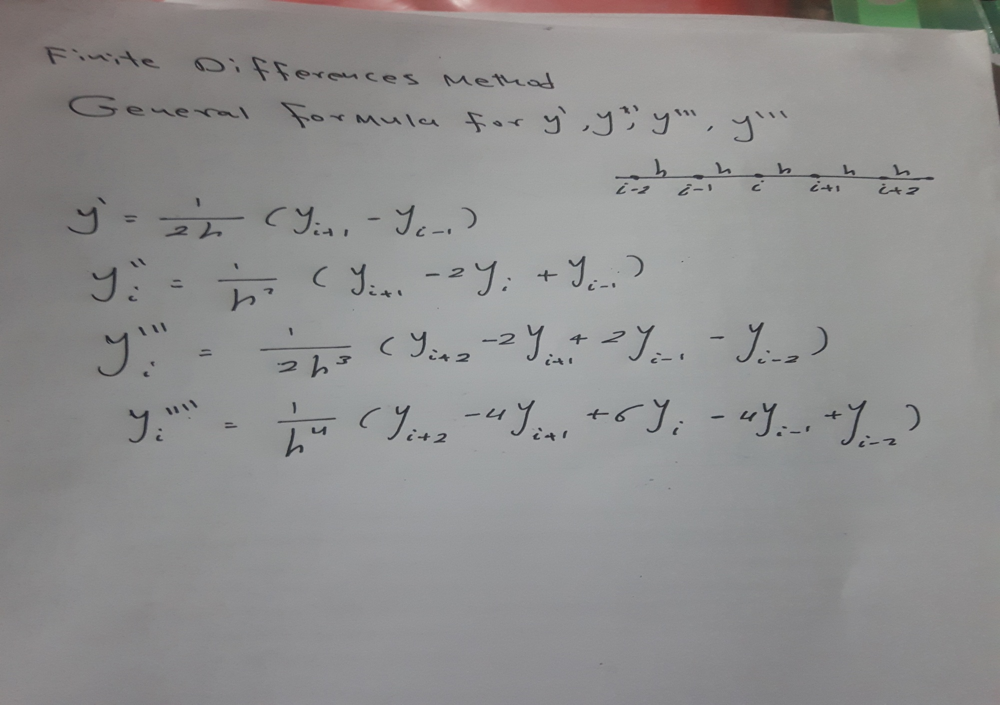 Finite Differences Method
General Formula for y', y'', y''', y''''
h h h h h
i-2 i-1 i i+1 i+2
y' = 1/2h (y_{i+1} - y_{i-1})
y_i'' = 1/h² (y_{i+1} - 2y_i + y_{i-1})
y_i''' = 1/2h³ (y_{i+2} - 2y_{i+1} + 2y_{i-1} - y_{i-2})
y_i'''' = 1/h⁴ (y_{i+2} - 4y_{i+1} + 6y_i - 4y_{i-1} + y_{i-2})